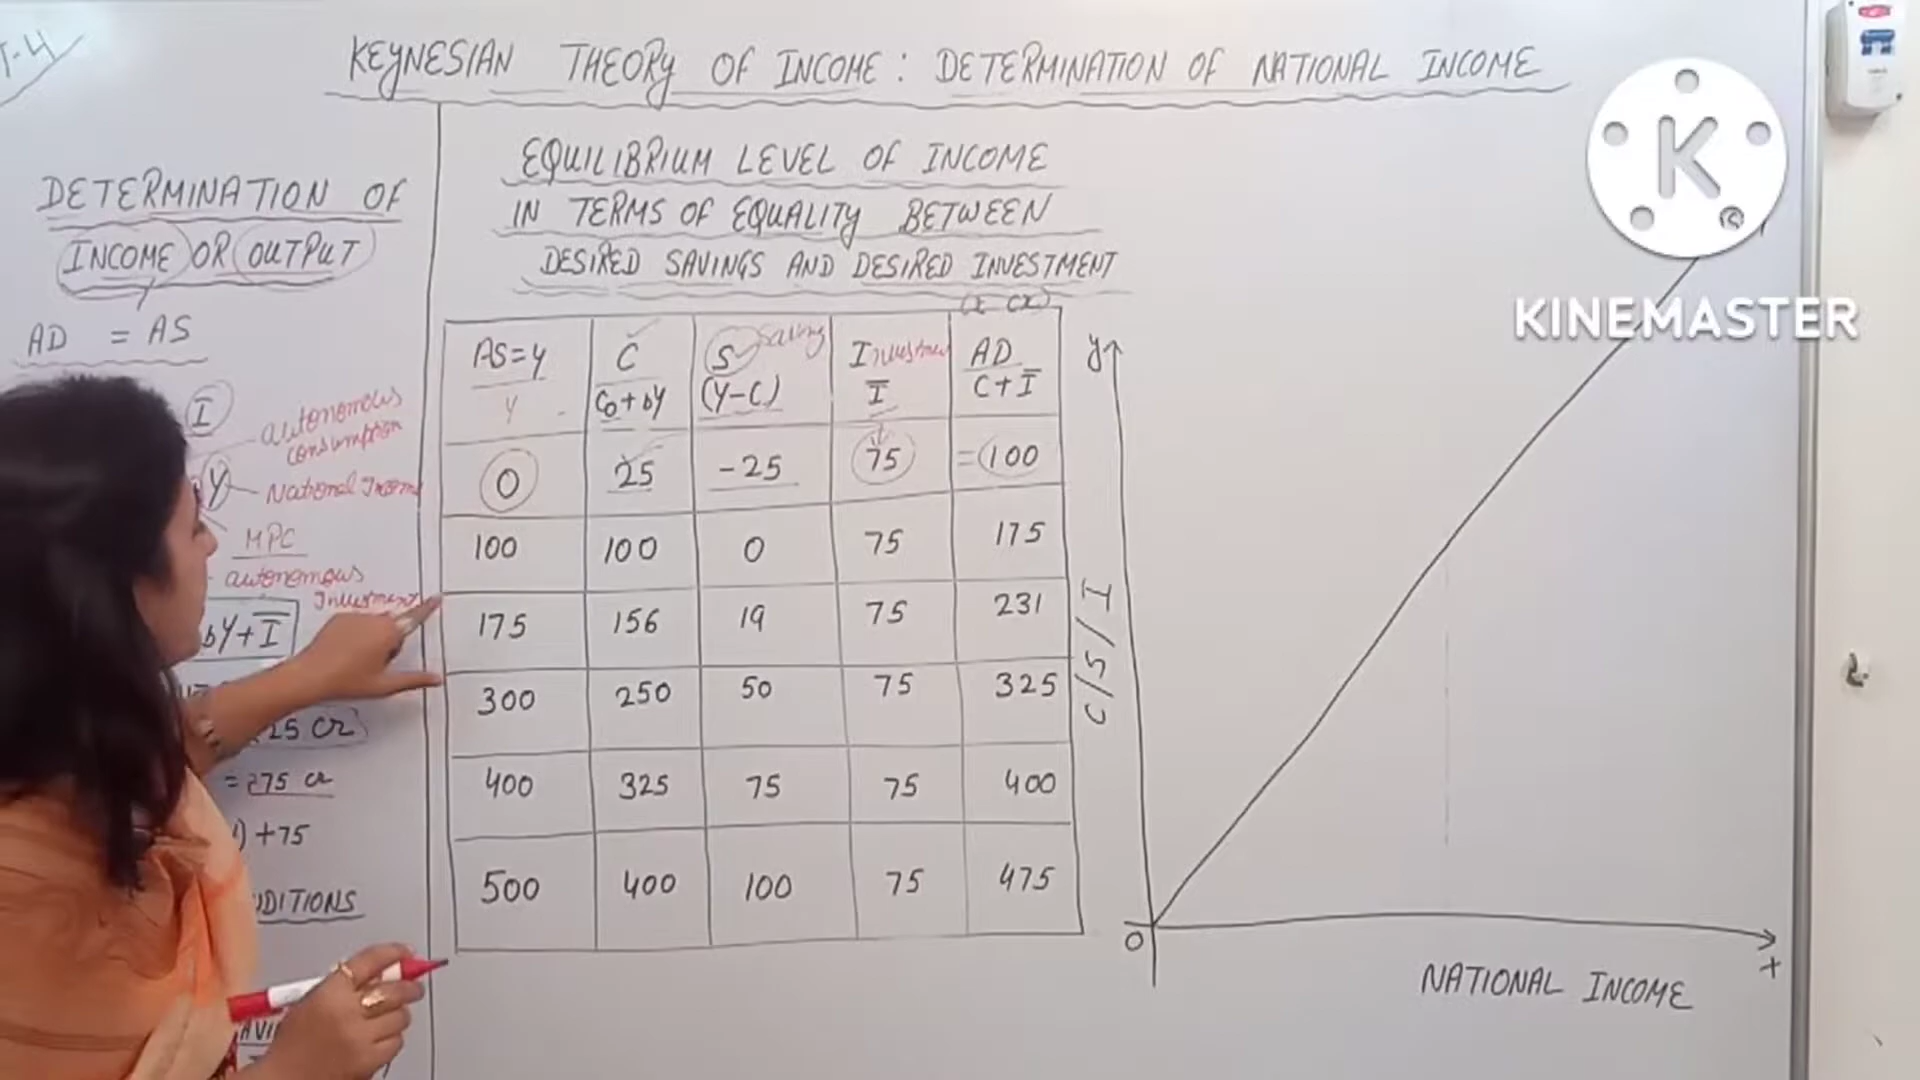 KEYNESIAN THEORY OF INCOME: DETERMINATION OF NATIONAL INCOME
DETERMINATION OF
INCOME OR OUTPUT
Y
AD = AS
I
autonomous
consumption
Y
National Income
MPC
autonomous
Investment
bY+I̅
25 cr
=275 cr
) +75
DITIONS
EQUILIBRIUM LEVEL OF INCOME
IN TERMS OF EQUALITY BETWEEN
DESIRED SAVINGS AND DESIRED INVESTMENT
AS=Y C S Saving Investmen AD
Y C0+bY (Y-C) I̅ C+I̅
0 25 -25 75 =100
100 100 0 75 175
175 156 19 75 231
300 250 50 75 325
400 325 75 75 400
500 400 100 75 475
y
I/S/C
O
NATIONAL INCOME
K
KINEMASTER